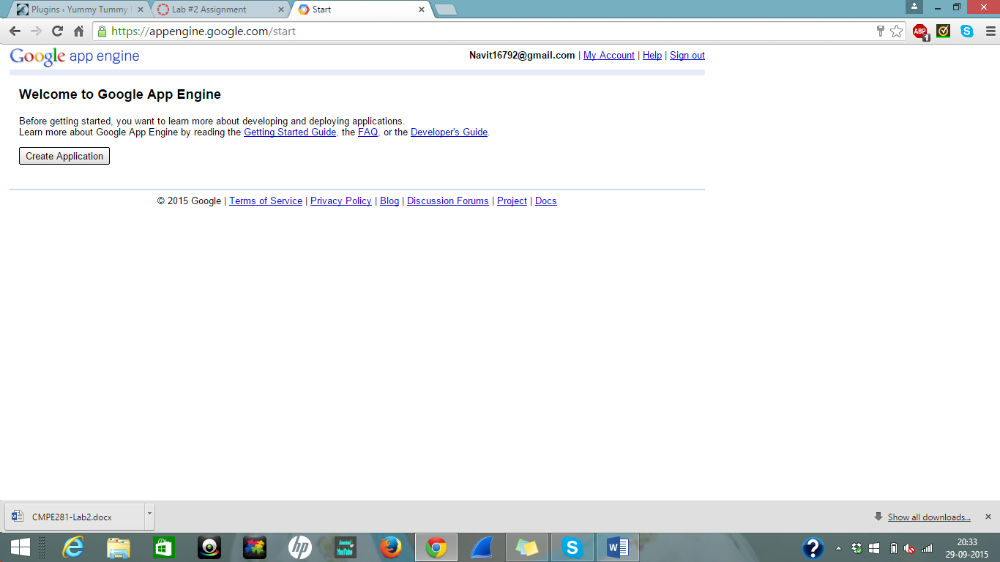 Plugins ‹ Yummy Tummy
Lab #2 Assignment
Start
https://appengine.google.com/start
ABP
1
Google app engine
Navit16792@gmail.com | My Account | Help | Sign out
Welcome to Google App Engine
Before getting started, you want to learn more about developing and deploying applications.
Learn more about Google App Engine by reading the Getting Started Guide, the FAQ, or the Developer's Guide.
Create Application
© 2015 Google | Terms of Service | Privacy Policy | Blog | Discussion Forums | Project | Docs
CMPE281-Lab2.docx
Show all downloads...
hp
YouTube
20:33
29-09-2015